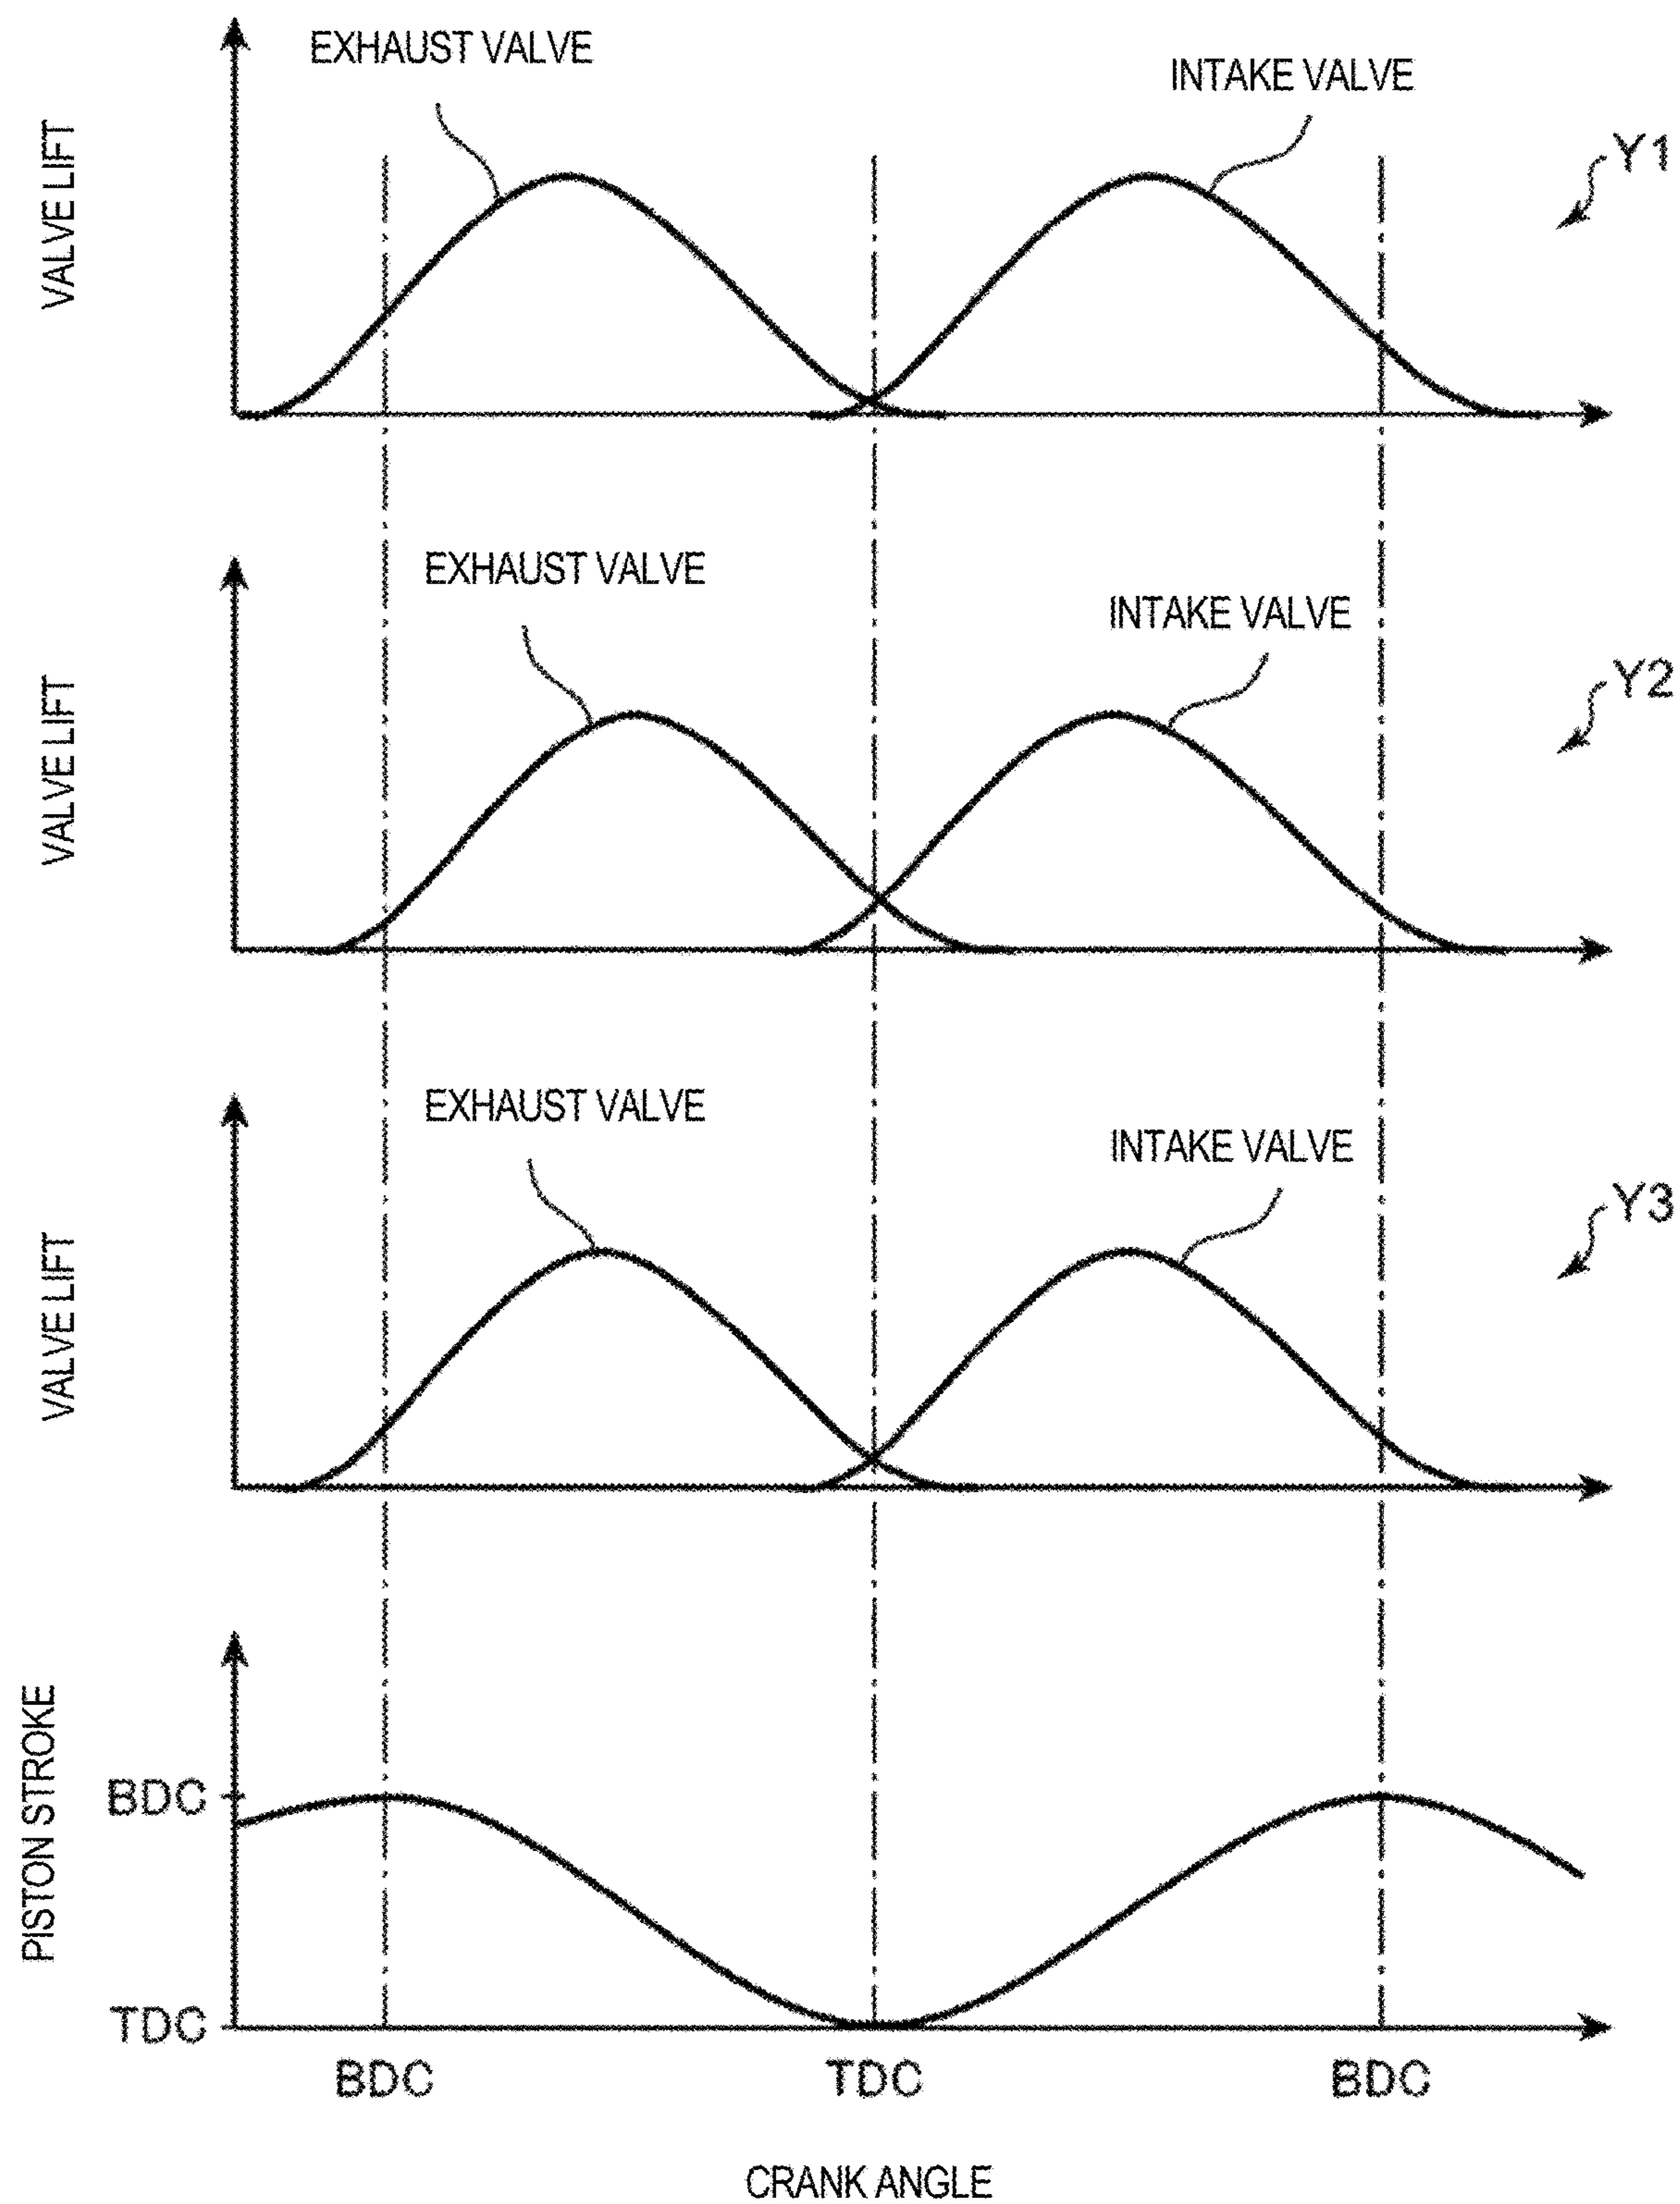 EXHAUST VALVE
INTAKE VALVE
Y1
VALVE LIFT
EXHAUST VALVE
INTAKE VALVE
Y2
VALVE LIFT
EXHAUST VALVE
INTAKE VALVE
Y3
VALVE LIFT
PISTON STROKE
BDC
TDC
BDC
TDC
BDC
CRANK ANGLE